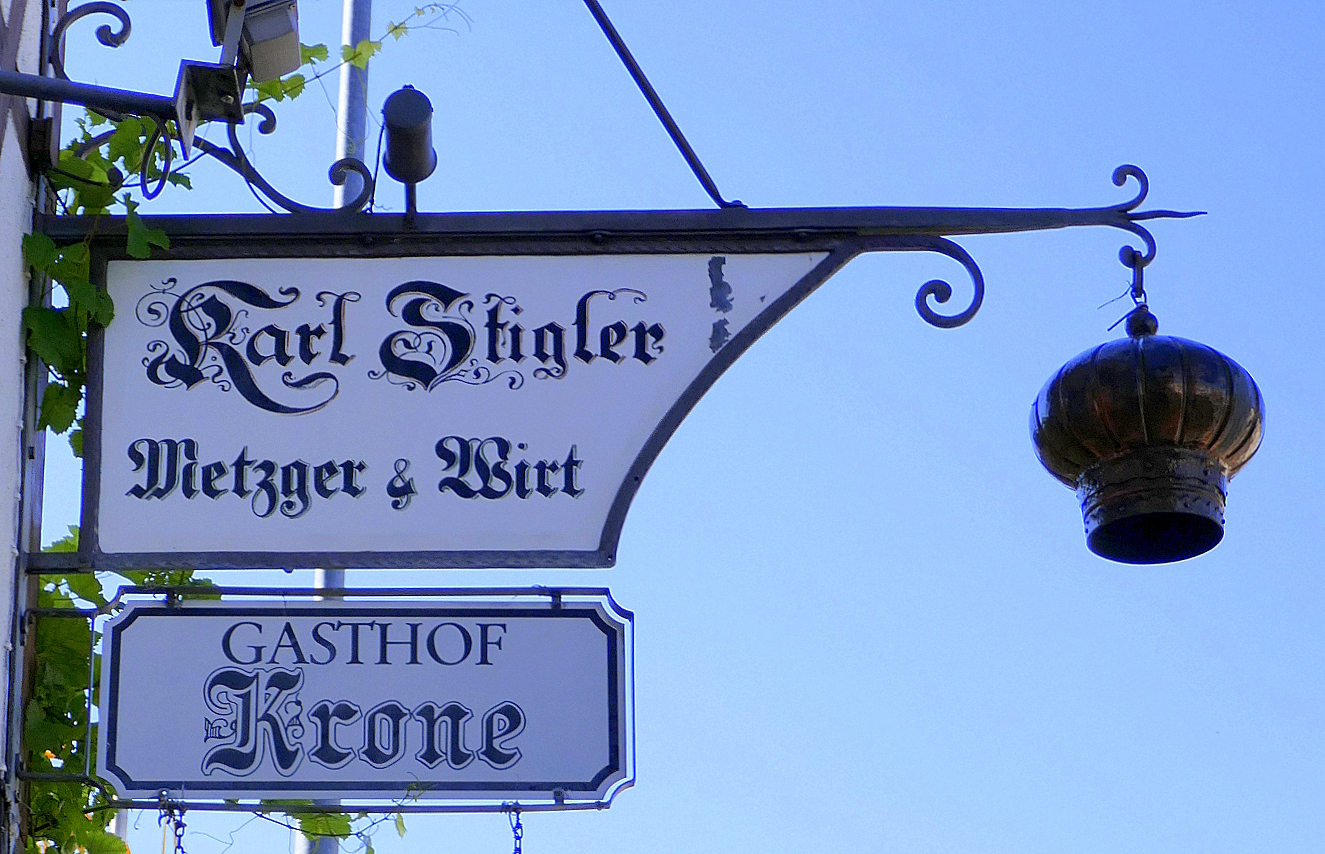 Karl Stigler
Metzger & Wirt
GASTHOF
Krone